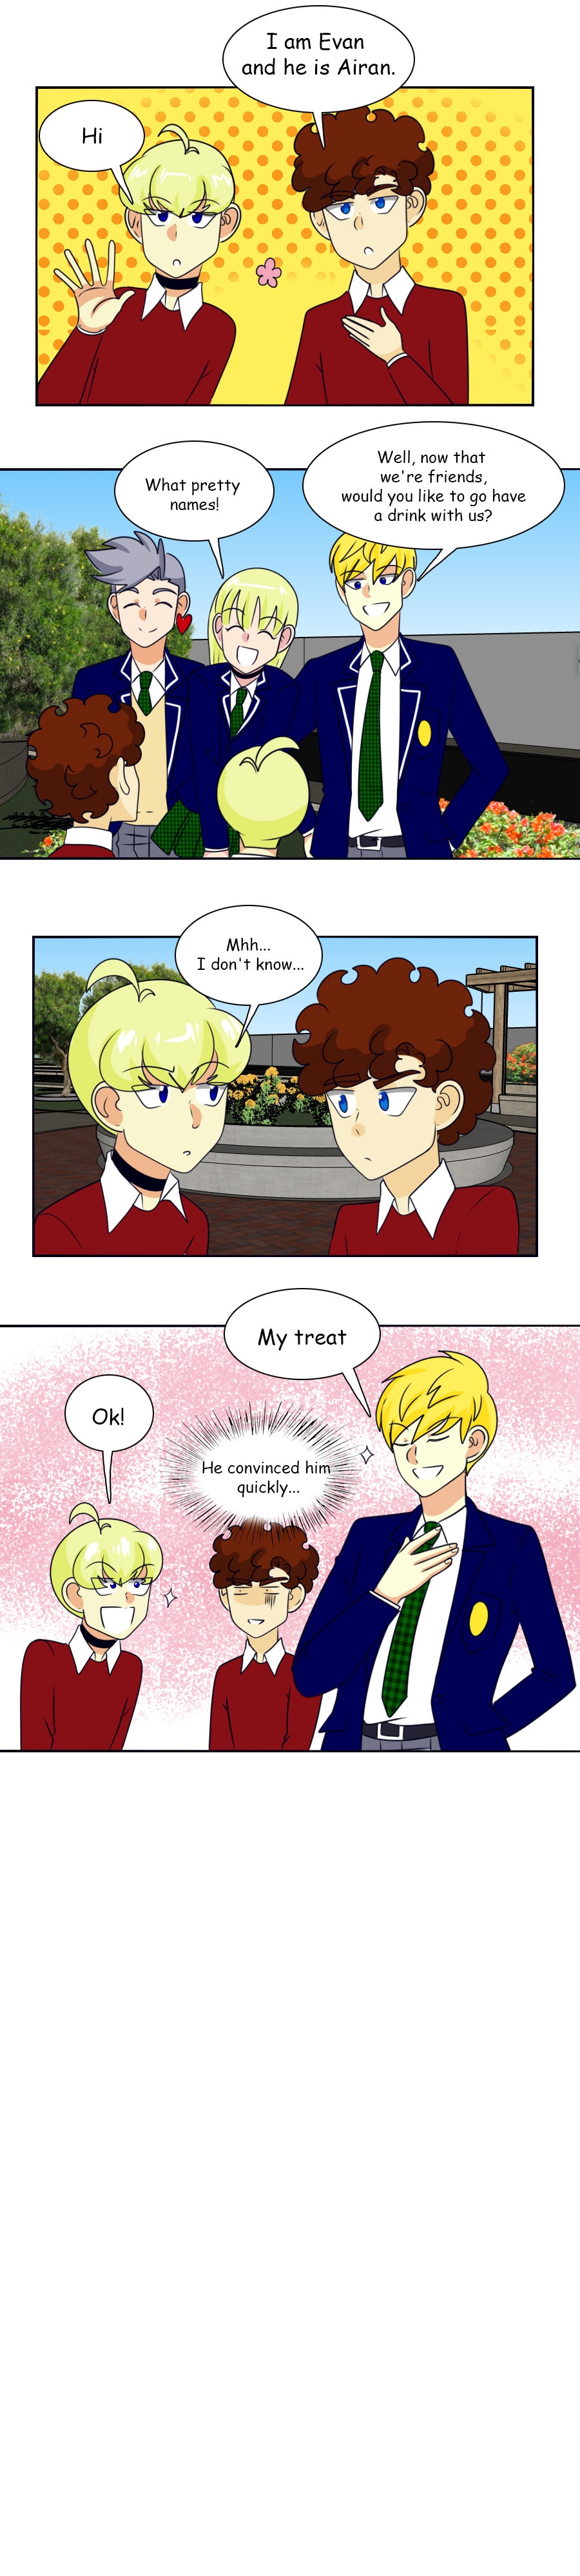 I am Evan
and he is Airan.
Hi
What pretty
names!
Well, now that
we're friends,
would you like to go have
a drink with us?
Mhh...
I don't know...
My treat
Ok!
He convinced him
quickly...